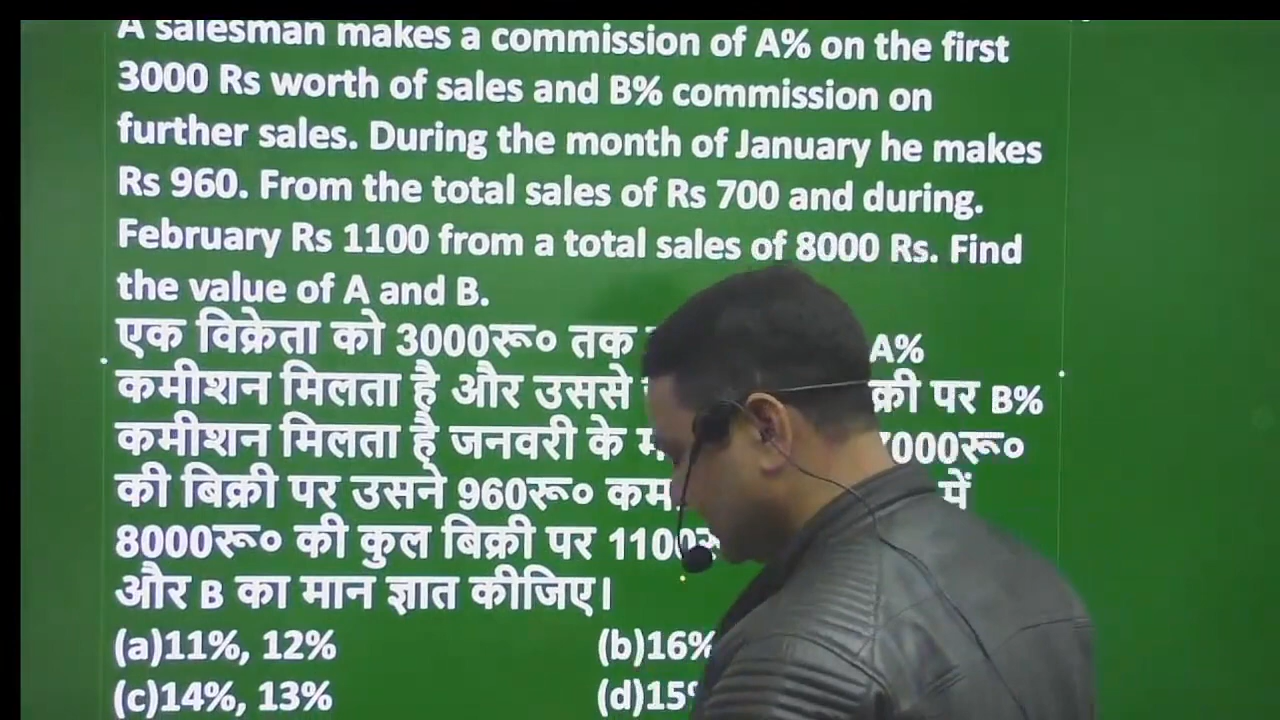 A salesman makes a commission of A% on the first
3000 Rs worth of sales and B% commission on
further sales. During the month of January he makes
Rs 960. From the total sales of Rs 700 and during.
February Rs 1100 from a total sales of 8000 Rs. Find
the value of A and B.
एक विक्रेता को 3000रू० तक A%
कमीशन मिलता है और उससे क्री पर B%
कमीशन मिलता है जनवरी के 7000रू०
की बिक्री पर उसने 960रू० में
8000रू० की कुल बिक्री पर
और B का मान ज्ञात कीजिए।
(a)11%, 12% (b)16%
(c)14%, 13% (d)15